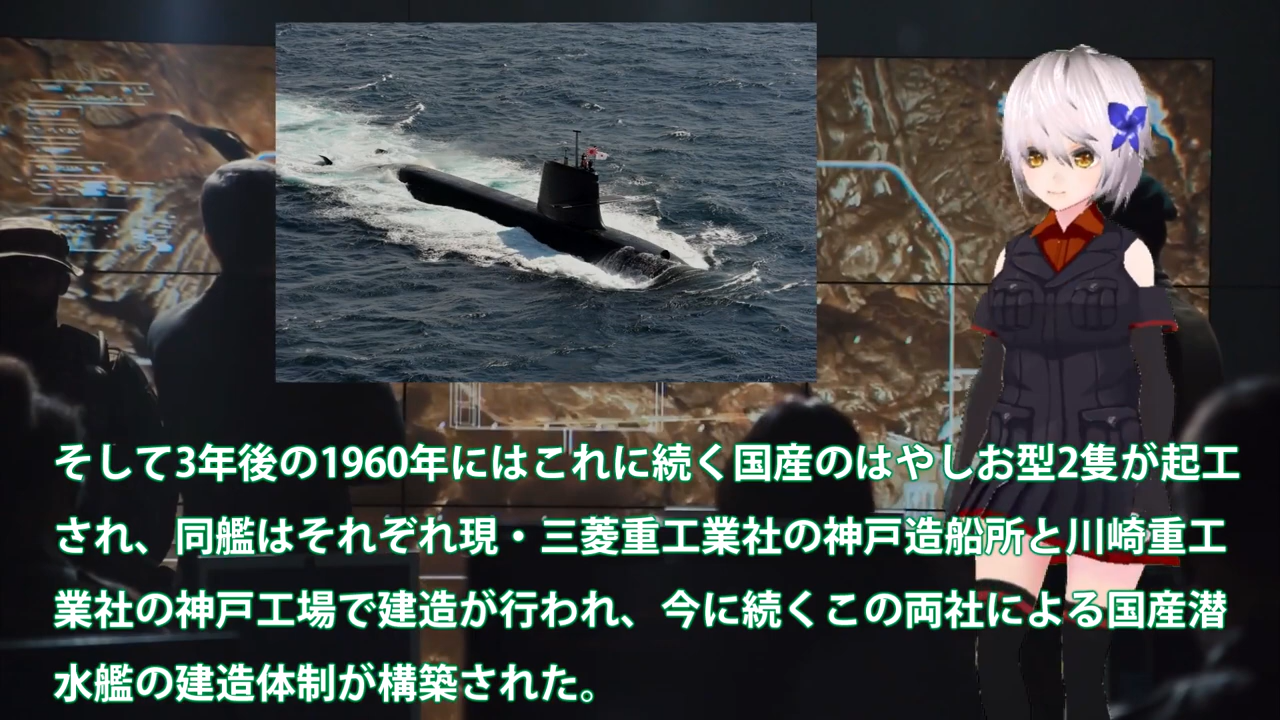 そして3年後の1960年にはこれに続く国産のはやしお型2隻が起工
され、同艦はそれぞれ現・三菱重工業社の神戸造船所と川崎重工
業社の神戸工場で建造が行われ、今に続くこの両社による国産潜
水艦の建造体制が構築された。